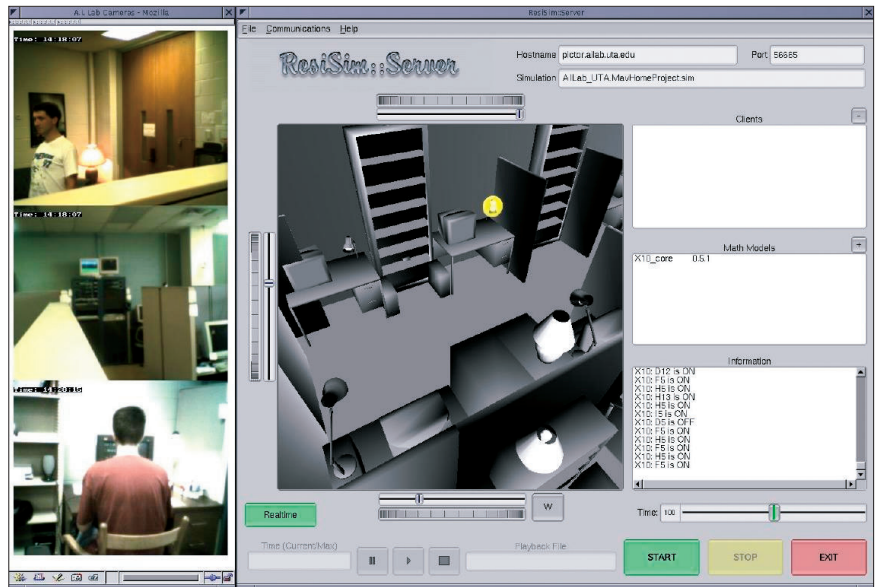 AI Lab Cameras - Mozilla
Time: 14:18:07
Time: 14:18:07
Time: 14:20:15
ResiSim:Server
File Communications Help
ResiSim::Server
Hostname pictor.ailab.uta.edu Port 56665
Simulation AILab_UTA.MavHomeProject.sim
Clients
-
Math Models
+
X10_core 0.5.1
Information
X10: D12 is ON
X10: F5 is ON
X10: H5 is ON
X10: H13 is ON
X10: H5 is ON
X10: I5 is ON
X10: D5 is OFF
X10: F5 is ON
X10: H5 is ON
X10: F5 is ON
X10: H5 is ON
X10: F5 is ON
Realtime
W
Time: 100
Time (Current/Max)
Playback File
START STOP EXIT